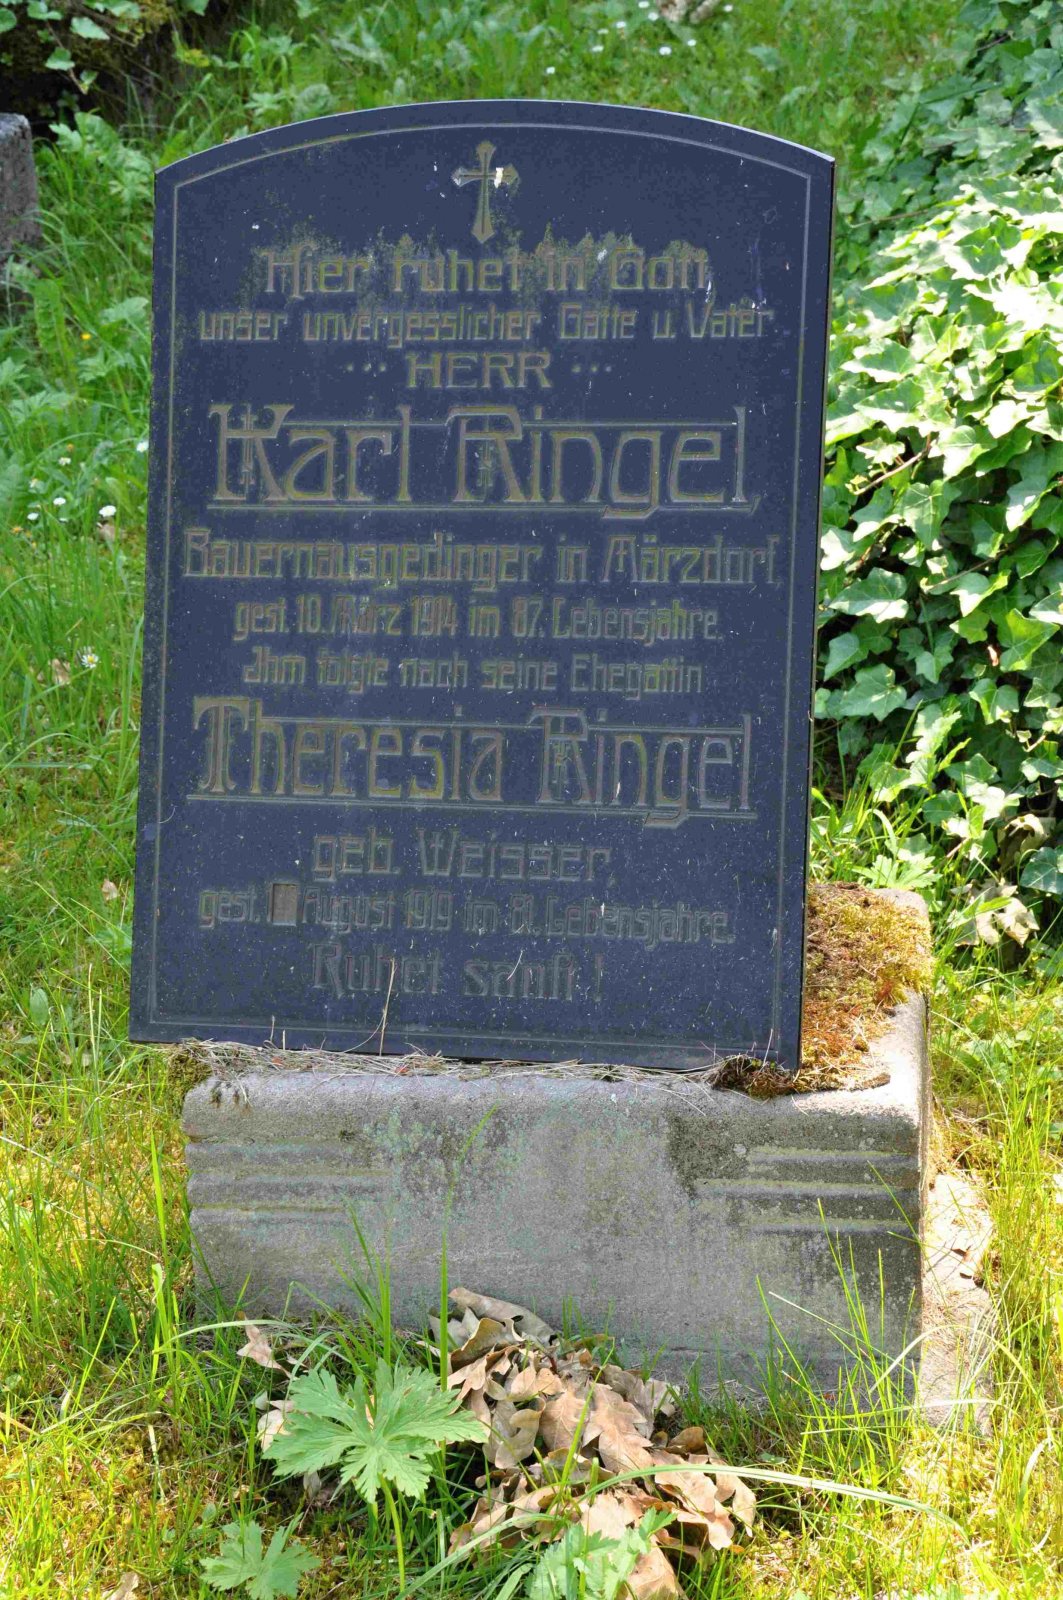 Hier ruhet in Gott
unser unvergesslicher Gatte u. Vater
... HERR ...
Karl Ringel,
Bauernausgedinger in Märzdorf,
gest. 10. März 1914 im 87. Lebensjahre.
Ihm folgte nach seine Ehegattin
Theresia Ringel
geb. Weisser,
gest. August 1919 im 81. Lebensjahre.
Ruhet sanft!